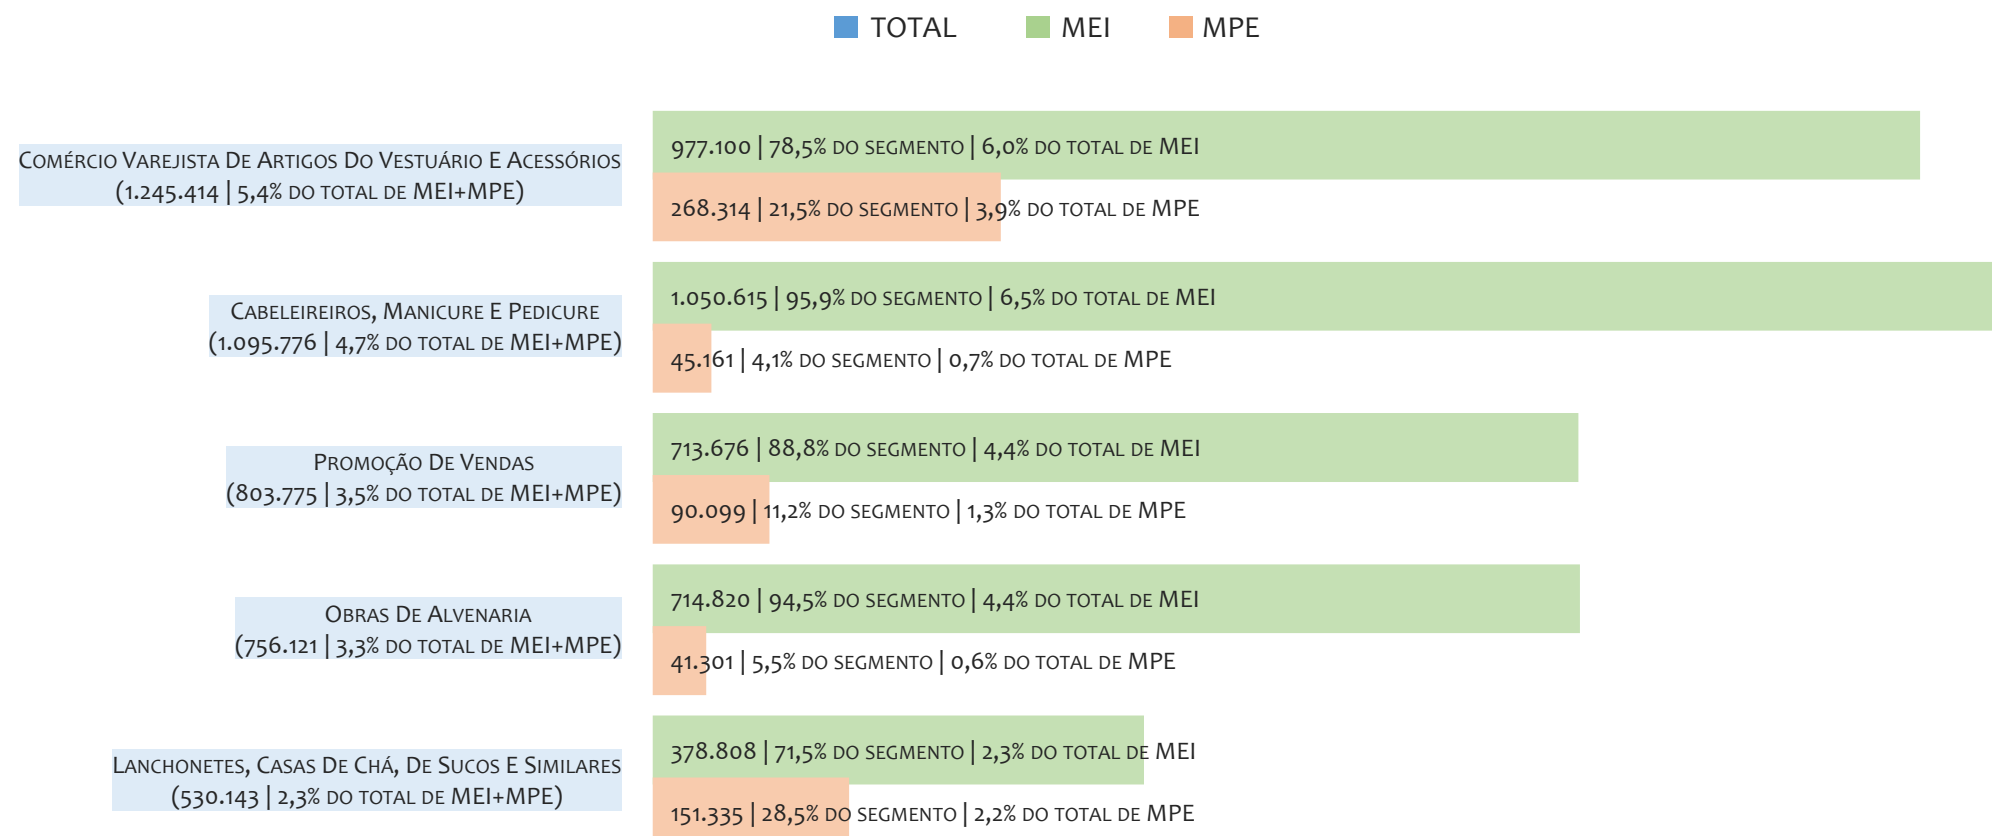 TOTAL MEI MPE
Comércio Varejista De Artigos Do Vestuário E Acessórios
(1.245.414 | 5,4% do total de MEI+MPE)
977.100 | 78,5% do segmento | 6,0% do total de MEI
268.314 | 21,5% do segmento | 3,9% do total de MPE
Cabeleireiros, Manicure E Pedicure
(1.095.776 | 4,7% do total de MEI+MPE)
1.050.615 | 95,9% do segmento | 6,5% do total de MEI
45.161 | 4,1% do segmento | 0,7% do total de MPE
Promoção De Vendas
(803.775 | 3,5% do total de MEI+MPE)
713.676 | 88,8% do segmento | 4,4% do total de MEI
90.099 | 11,2% do segmento | 1,3% do total de MPE
Obras De Alvenaria
(756.121 | 3,3% do total de MEI+MPE)
714.820 | 94,5% do segmento | 4,4% do total de MEI
41.301 | 5,5% do segmento | 0,6% do total de MPE
Lanchonetes, Casas De Chá, De Sucos E Similares
(530.143 | 2,3% do total de MEI+MPE)
378.808 | 71,5% do segmento | 2,3% do total de MEI
151.335 | 28,5% do segmento | 2,2% do total de MPE